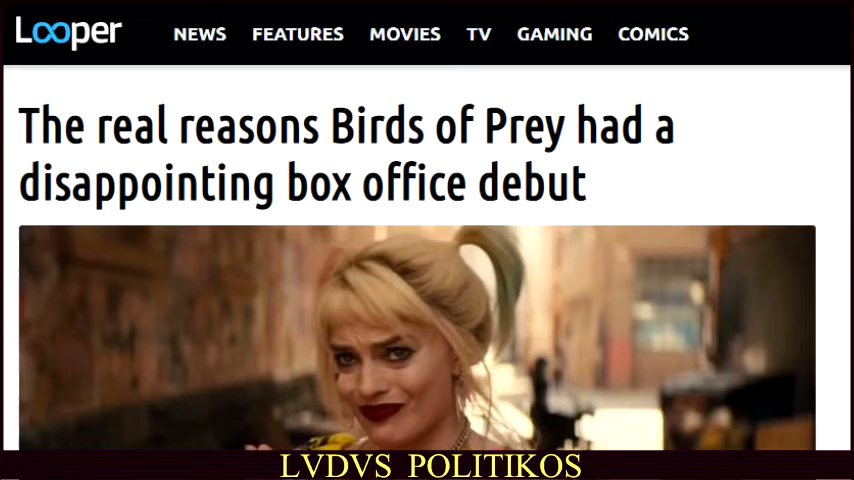 Looper NEWS FEATURES MOVIES TV GAMING COMICS
The real reasons Birds of Prey had a
disappointing box office debut
LVDVS POLITIKOS